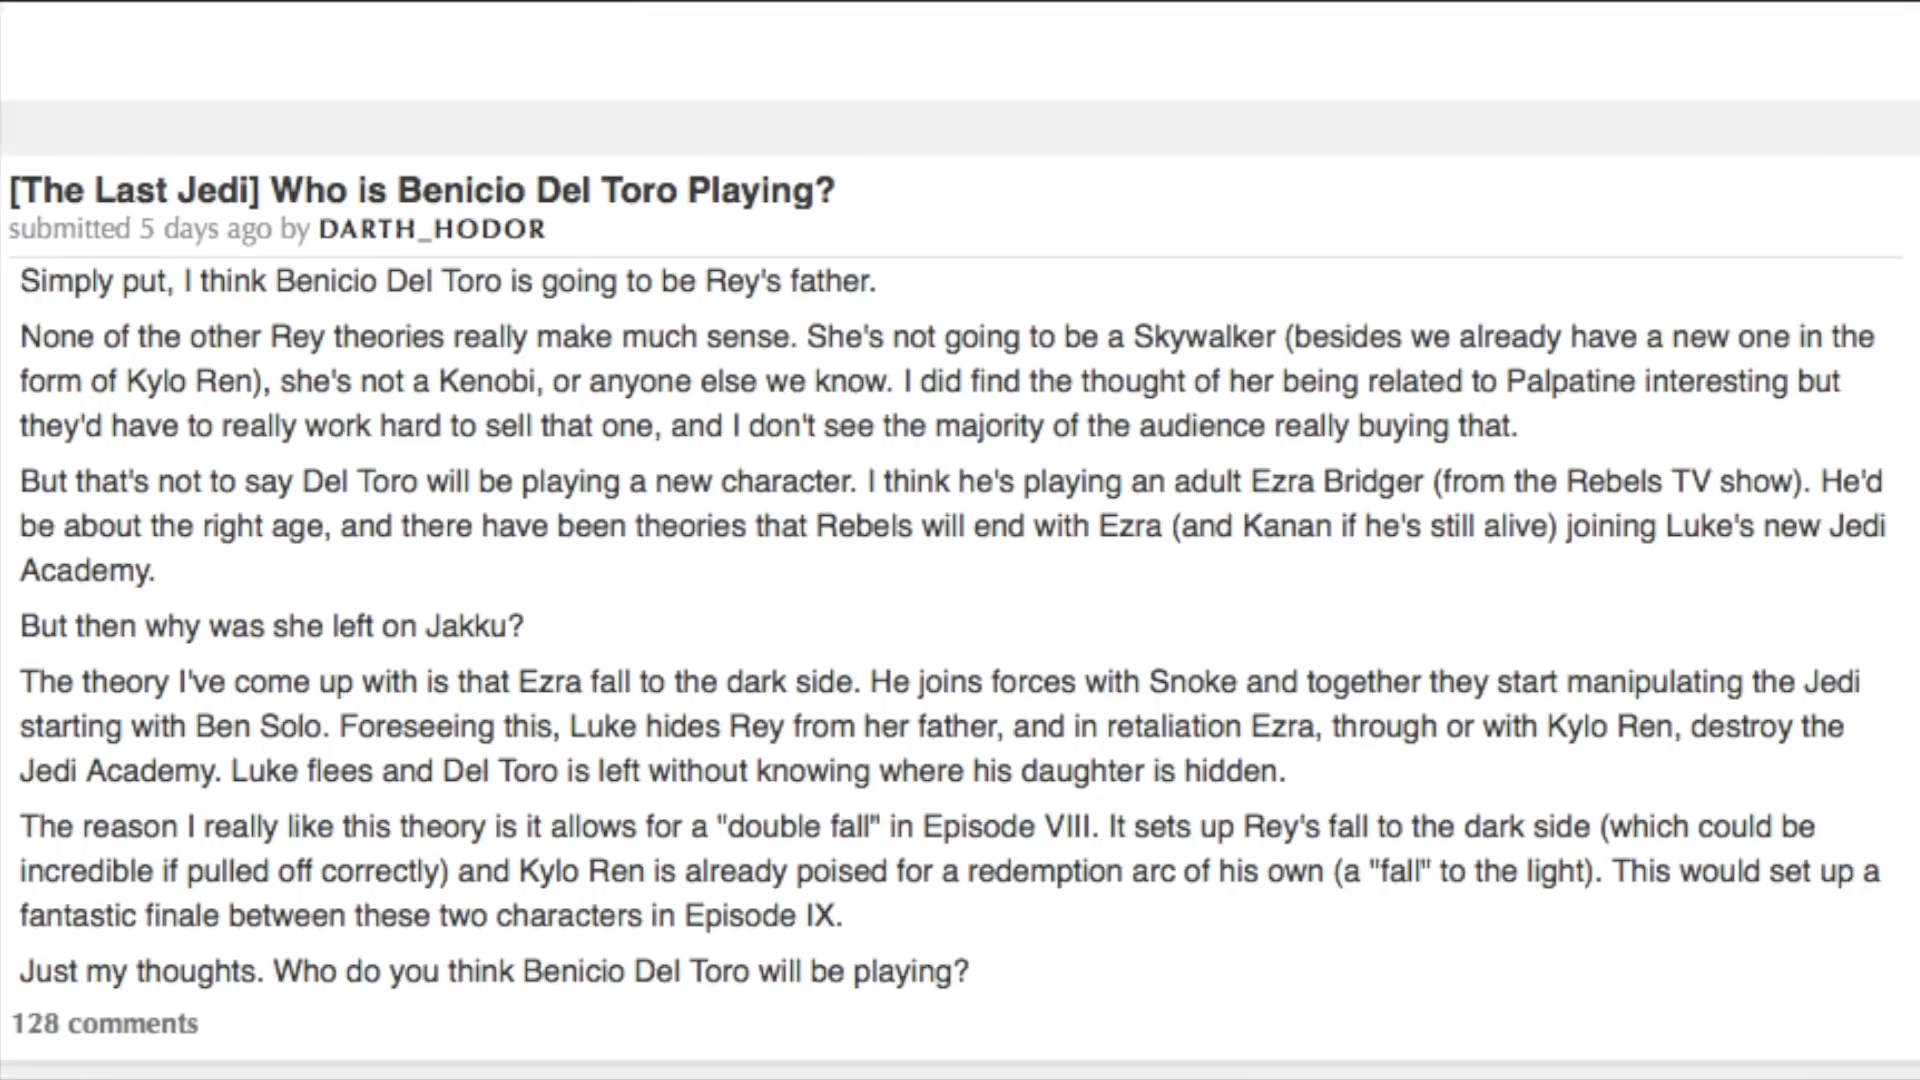 [The Last Jedi] Who is Benicio Del Toro Playing?
submitted 5 days ago by DARTH_HODOR
Simply put, I think Benicio Del Toro is going to be Rey's father.
None of the other Rey theories really make much sense. She's not going to be a Skywalker (besides we already have a new one in the
form of Kylo Ren), she's not a Kenobi, or anyone else we know. I did find the thought of her being related to Palpatine interesting but
they'd have to really work hard to sell that one, and I don't see the majority of the audience really buying that.
But that's not to say Del Toro will be playing a new character. I think he's playing an adult Ezra Bridger (from the Rebels TV show). He'd
be about the right age, and there have been theories that Rebels will end with Ezra (and Kanan if he's still alive) joining Luke's new Jedi
Academy.
But then why was she left on Jakku?
The theory I've come up with is that Ezra fall to the dark side. He joins forces with Snoke and together they start manipulating the Jedi
starting with Ben Solo. Foreseeing this, Luke hides Rey from her father, and in retaliation Ezra, through or with Kylo Ren, destroy the
Jedi Academy. Luke flees and Del Toro is left without knowing where his daughter is hidden.
The reason I really like this theory is it allows for a "double fall" in Episode VIII. It sets up Rey's fall to the dark side (which could be
incredible if pulled off correctly) and Kylo Ren is already poised for a redemption arc of his own (a "fall" to the light). This would set up a
fantastic finale between these two characters in Episode IX.
Just my thoughts. Who do you think Benicio Del Toro will be playing?
128 comments